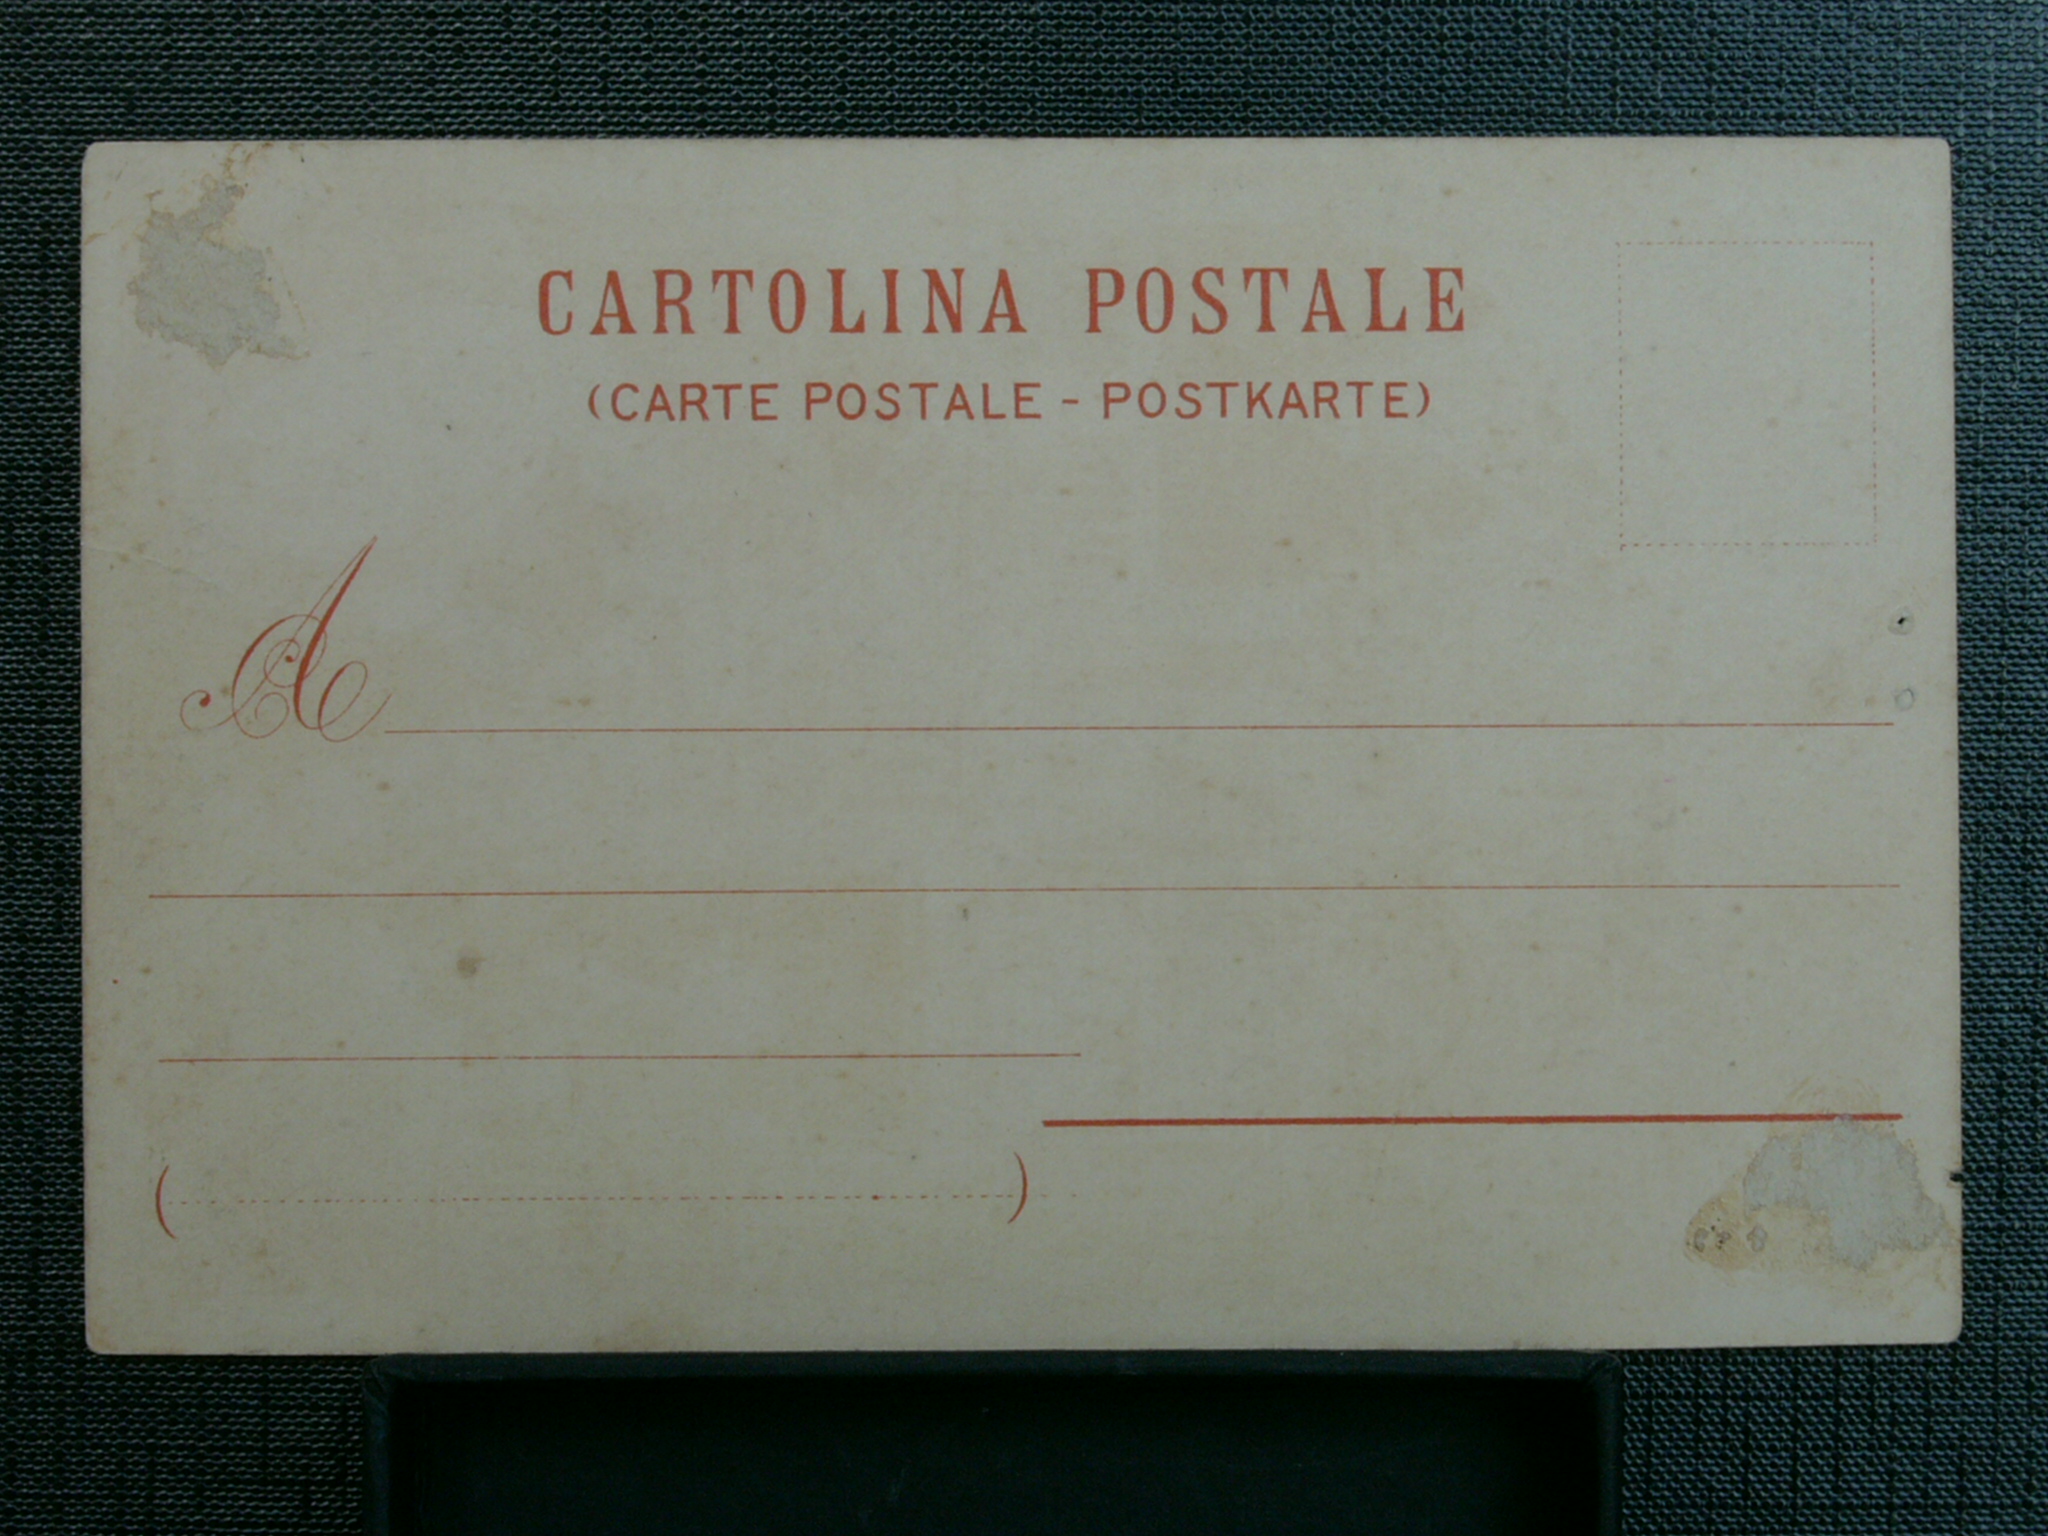 CARTOLINA POSTALE
(CARTE POSTALE - POSTKARTE)
A